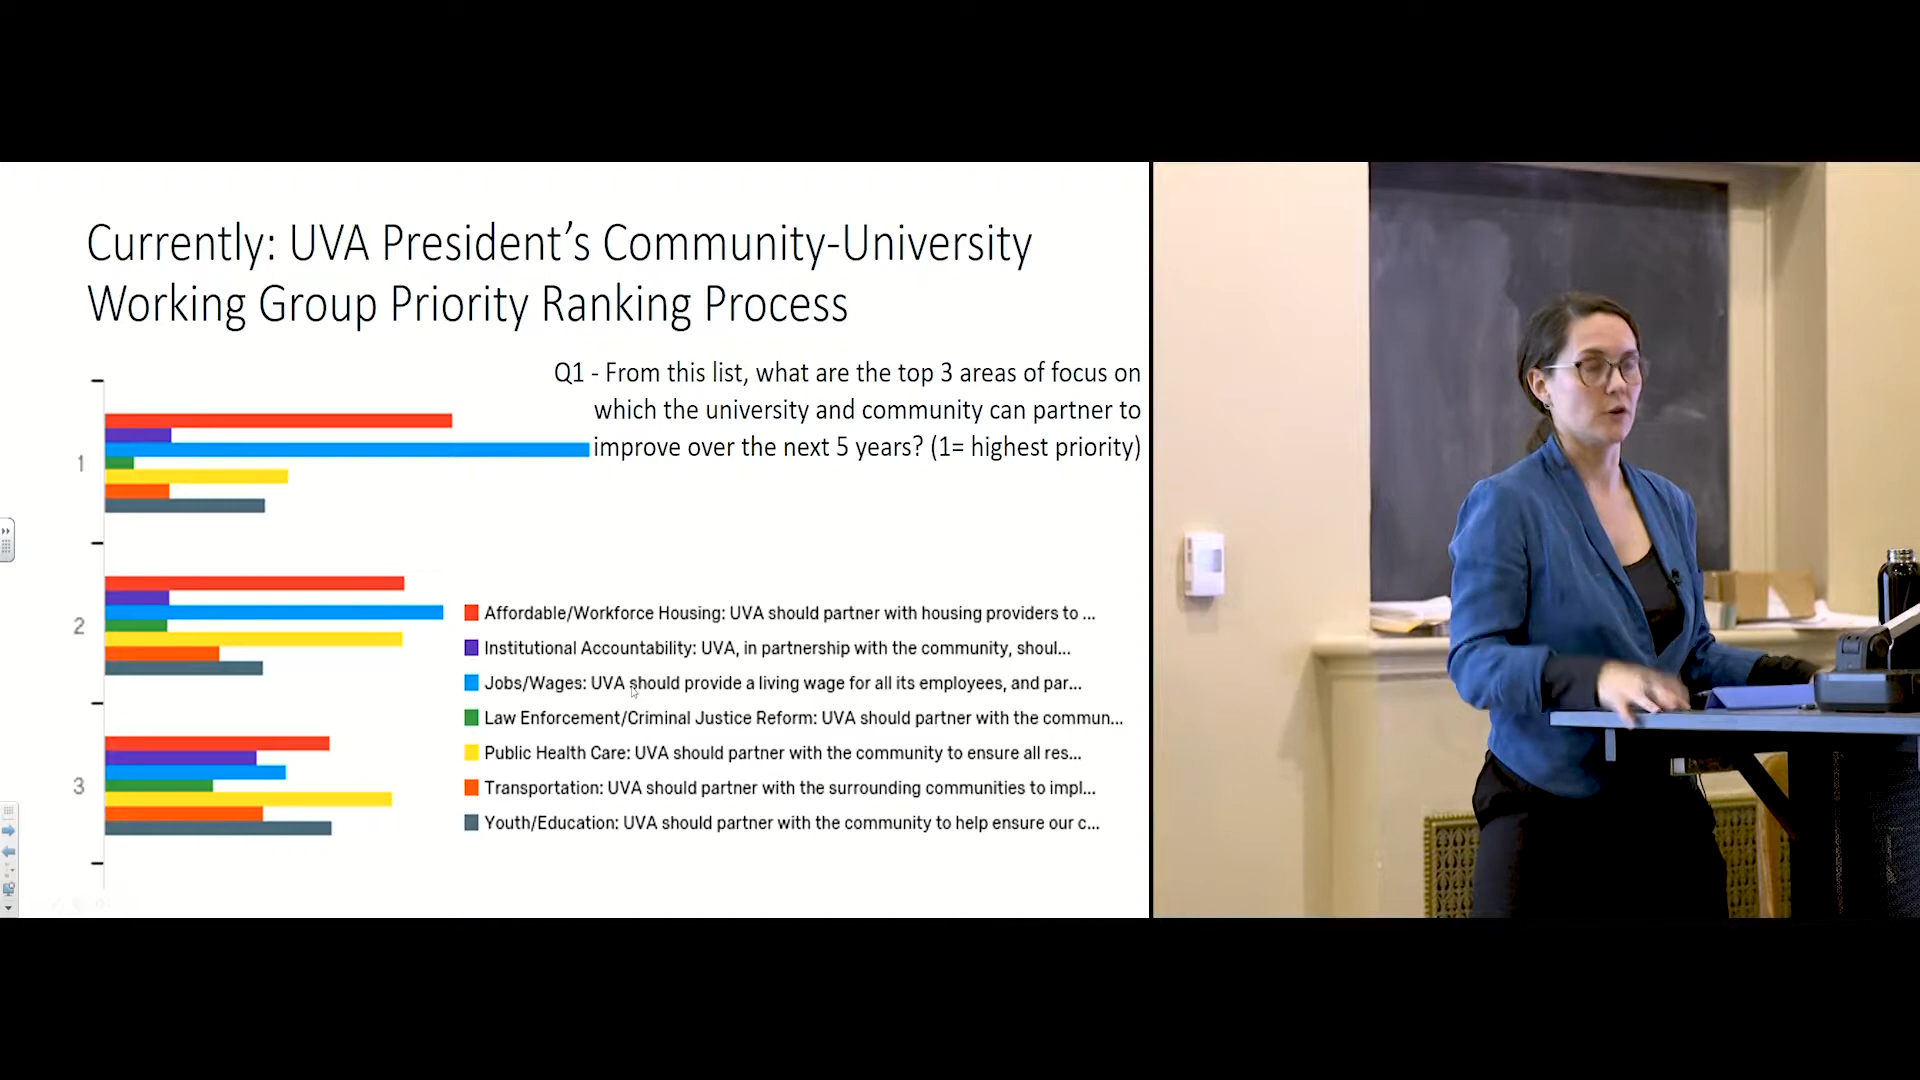 Currently: UVA President’s Community-University
Working Group Priority Ranking Process
Q1 - From this list, what are the top 3 areas of focus on
which the university and community can partner to
improve over the next 5 years? (1= highest priority)
1
2
3
Affordable/Workforce Housing: UVA should partner with housing providers to ...
Institutional Accountability: UVA, in partnership with the community, shoul...
Jobs/Wages: UVA should provide a living wage for all its employees, and par...
Law Enforcement/Criminal Justice Reform: UVA should partner with the commun...
Public Health Care: UVA should partner with the community to ensure all res...
Transportation: UVA should partner with the surrounding communities to impl...
Youth/Education: UVA should partner with the community to help ensure our c...